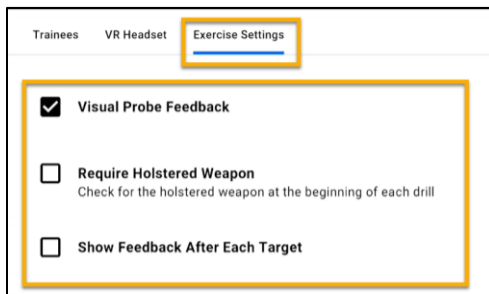 Trainees VR Headset Exercise Settings
Visual Probe Feedback
Require Holstered Weapon
Check for the holstered weapon at the beginning of each drill
Show Feedback After Each Target